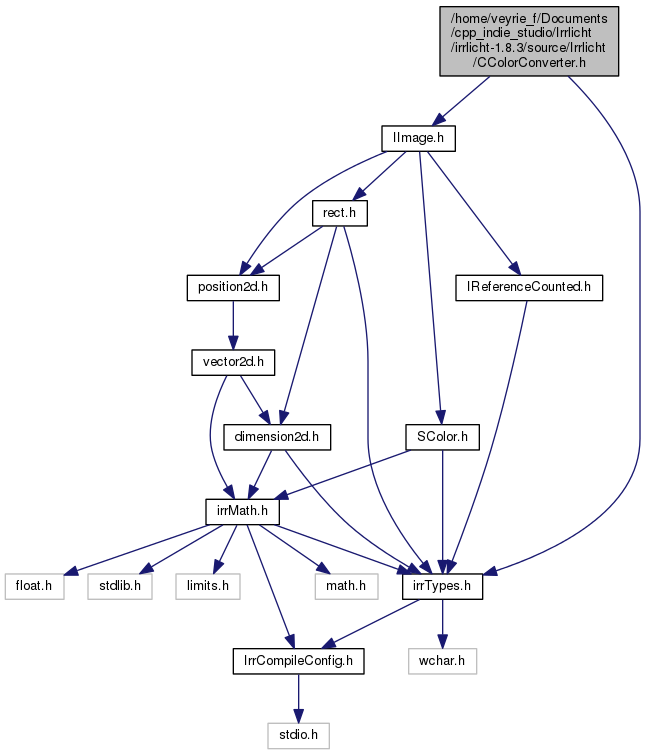 /home/veyrie_f/Documents
/cpp_indie_studio/Irrlicht
/irrlicht-1.8.3/source/Irrlicht
/CColorConverter.h
IImage.h
rect.h
position2d.h
IReferenceCounted.h
vector2d.h
dimension2d.h
SColor.h
irrMath.h
float.h
stdlib.h
limits.h
math.h
irrTypes.h
IrrCompileConfig.h
wchar.h
stdio.h